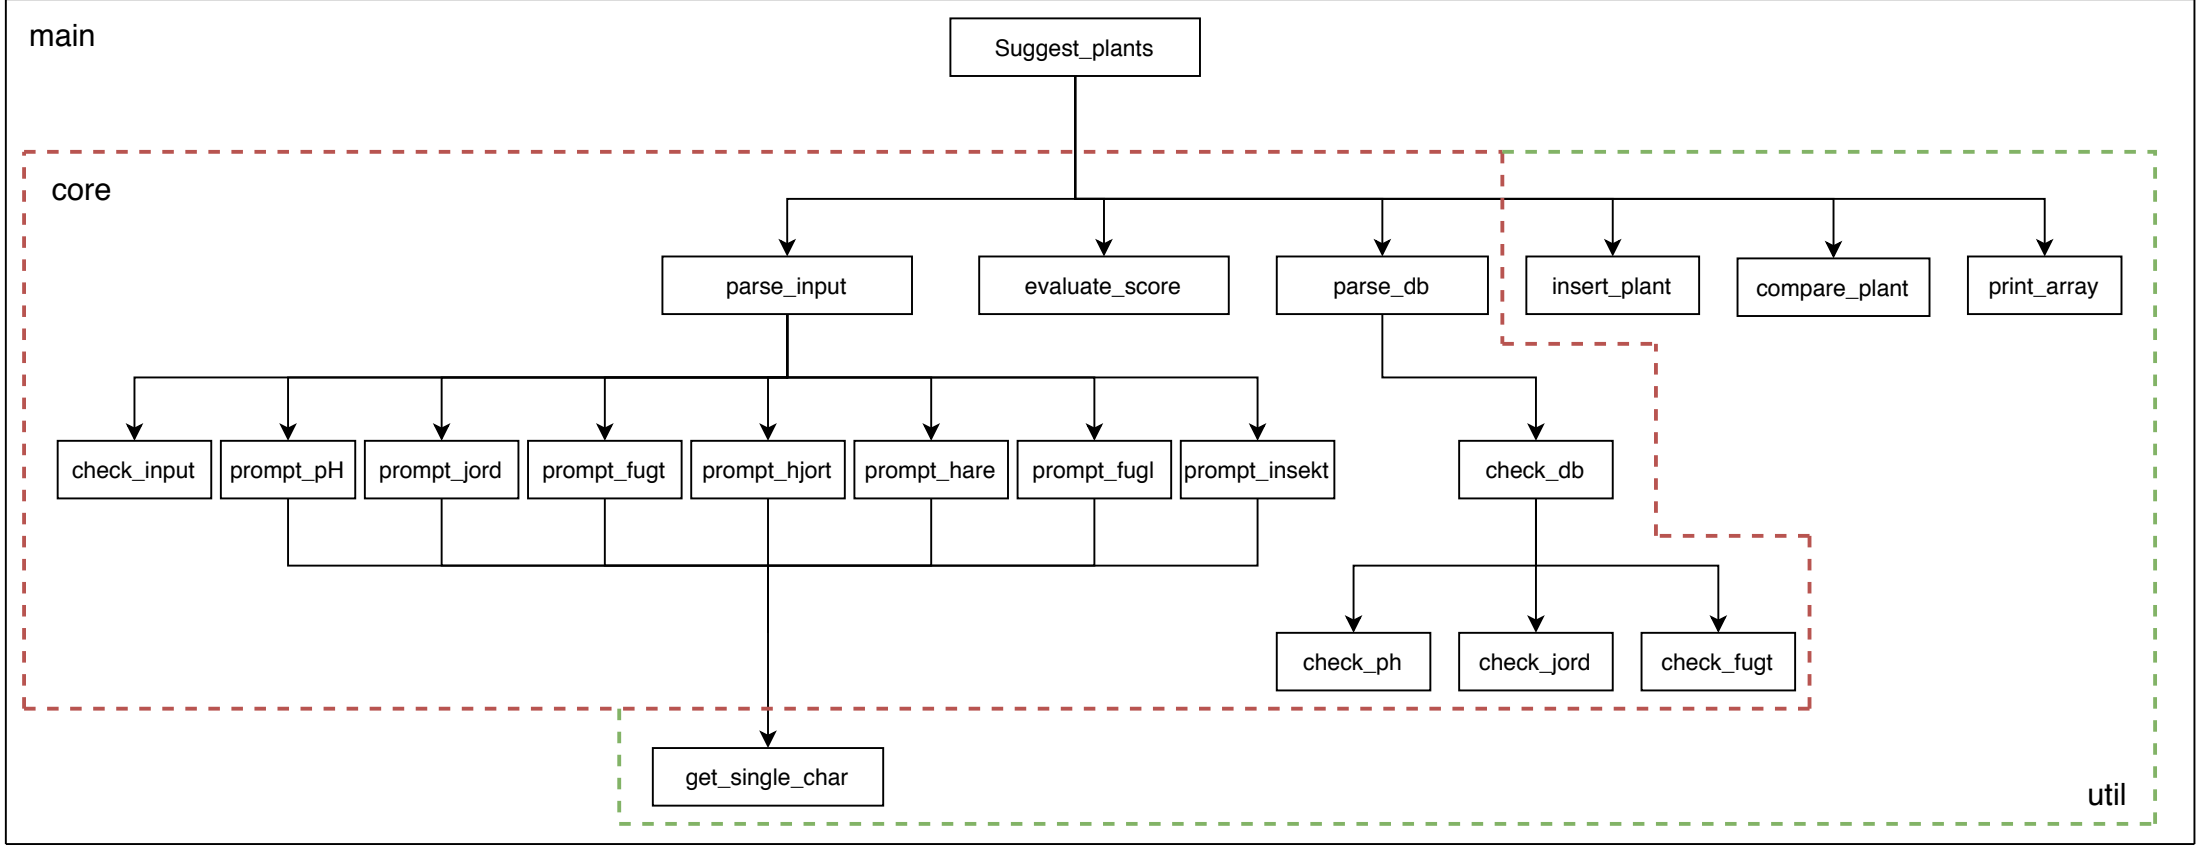 main
Suggest_plants
core
parse_input
evaluate_score
parse_db
insert_plant
compare_plant
print_array
check_input
prompt_pH
prompt_jord
prompt_fugt
prompt_hjort
prompt_hare
prompt_fugl
prompt_insekt
check_db
check_ph
check_jord
check_fugt
get_single_char
util